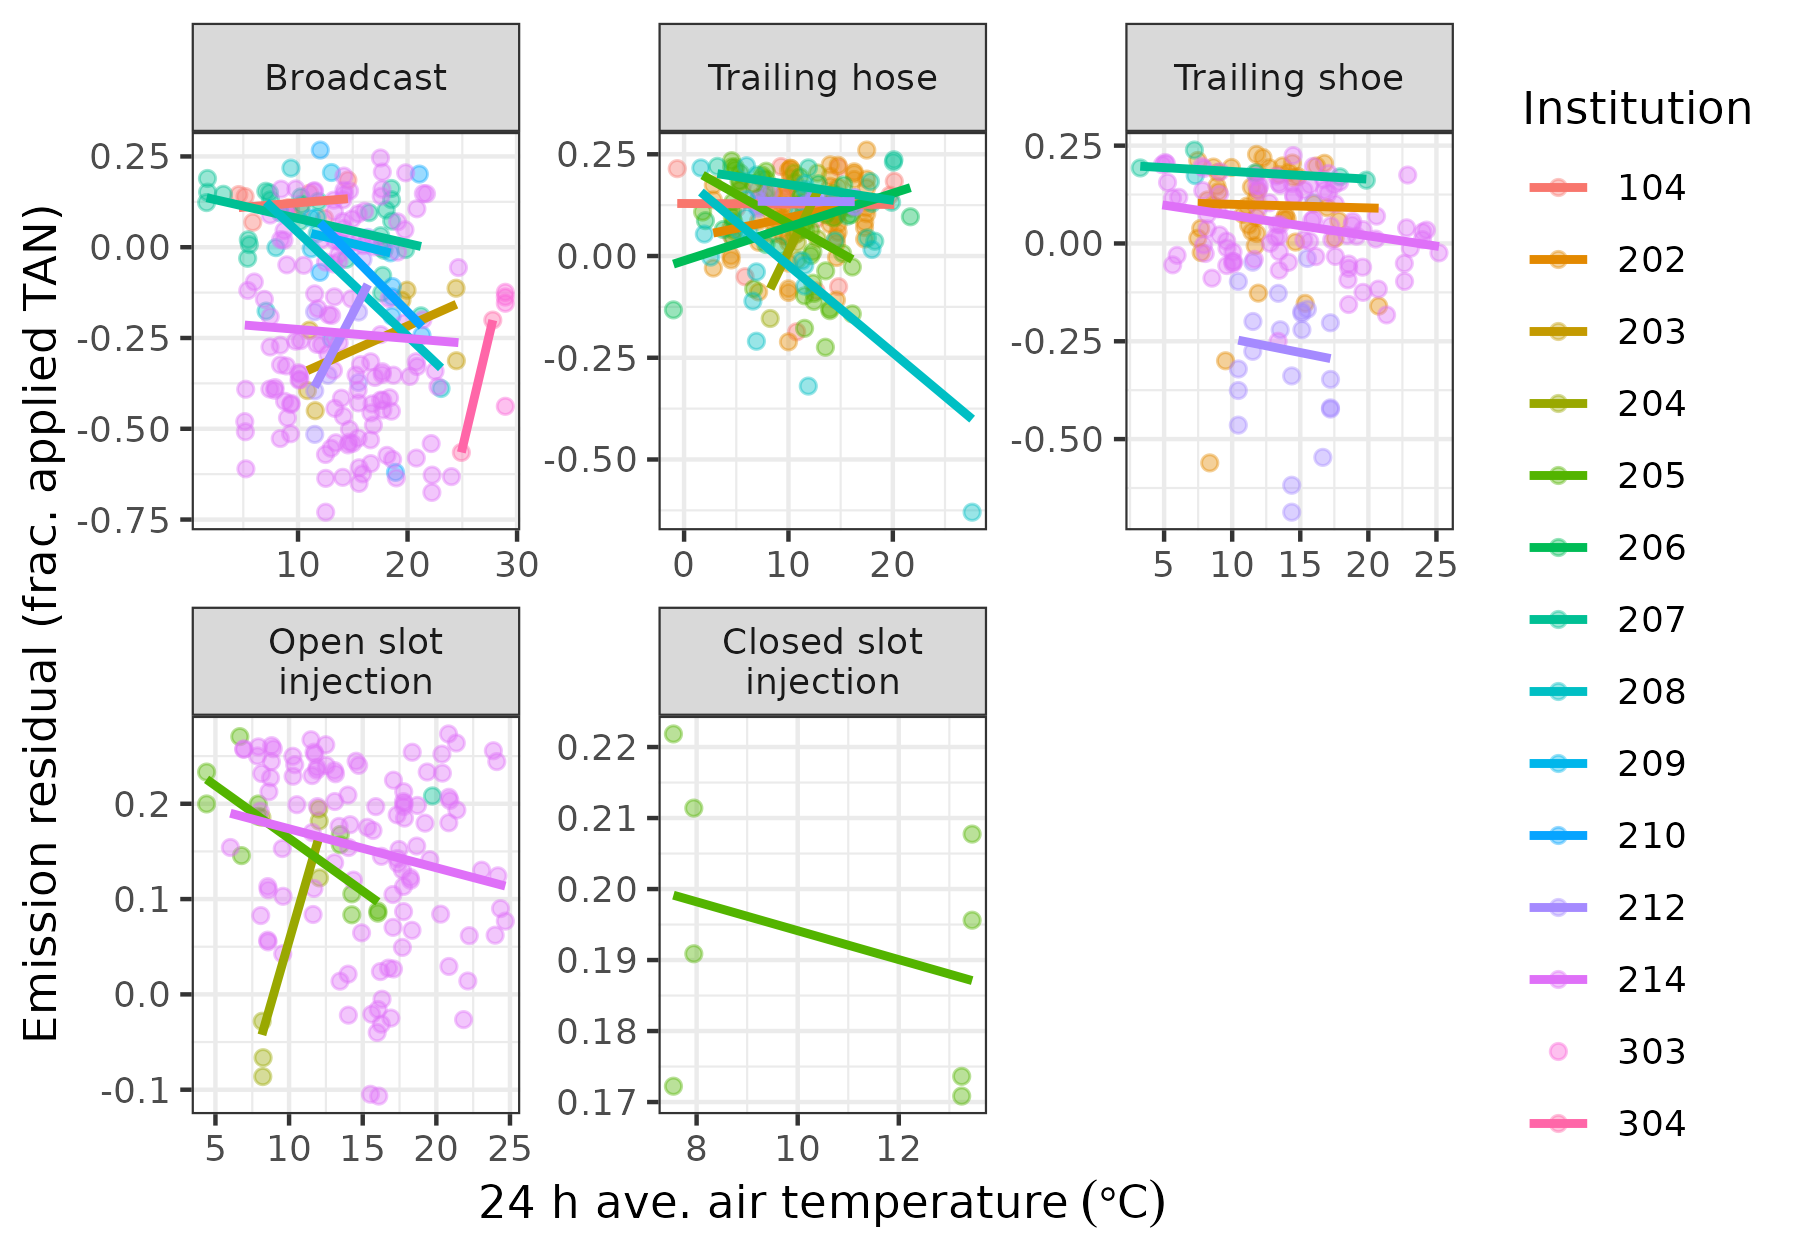 Broadcast
Trailing hose
Trailing shoe
Institution
0.25
0.00
-0.25
-0.50
-0.75
10 20 30
0.25
0.00
-0.25
-0.50
0 10 20
0.25
0.00
-0.25
-0.50
5 10 15 20 25
104
202
203
204
205
206
207
208
209
210
212
214
303
304
Emission residual (frac. applied TAN)
Open slot
injection
Closed slot
injection
0.2
0.1
0.0
-0.1
5 10 15 20 25
0.22
0.21
0.20
0.19
0.18
0.17
8 10 12
24 h ave. air temperature (°C)